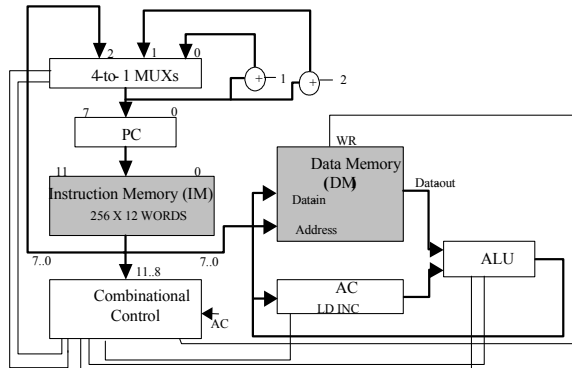 2 1 0
4-to-1 MUXs
+ 1 + 2
7 0
PC
11 0
Instruction Memory (IM)
256 X 12 WORDS
7..0 7..0
11..8
Combinational
Control
AC
WR
Data Memory
(DM)
Dataout
Datain
Address
ALU
AC
LD INC